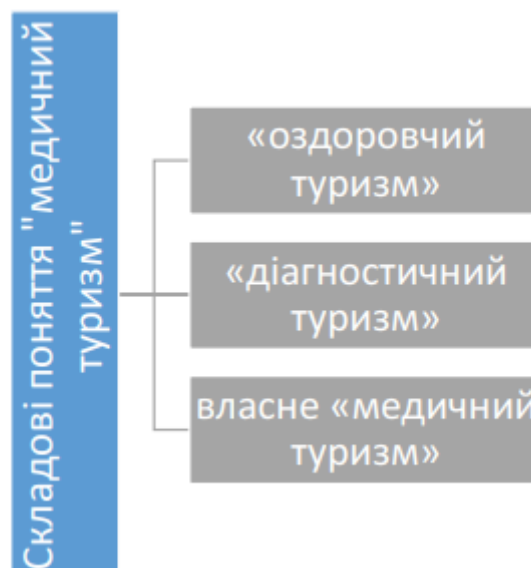 Складові поняття "медичний
туризм"
«оздоровчий
туризм»
«діагностичний
туризм»
власне «медичний
туризм»